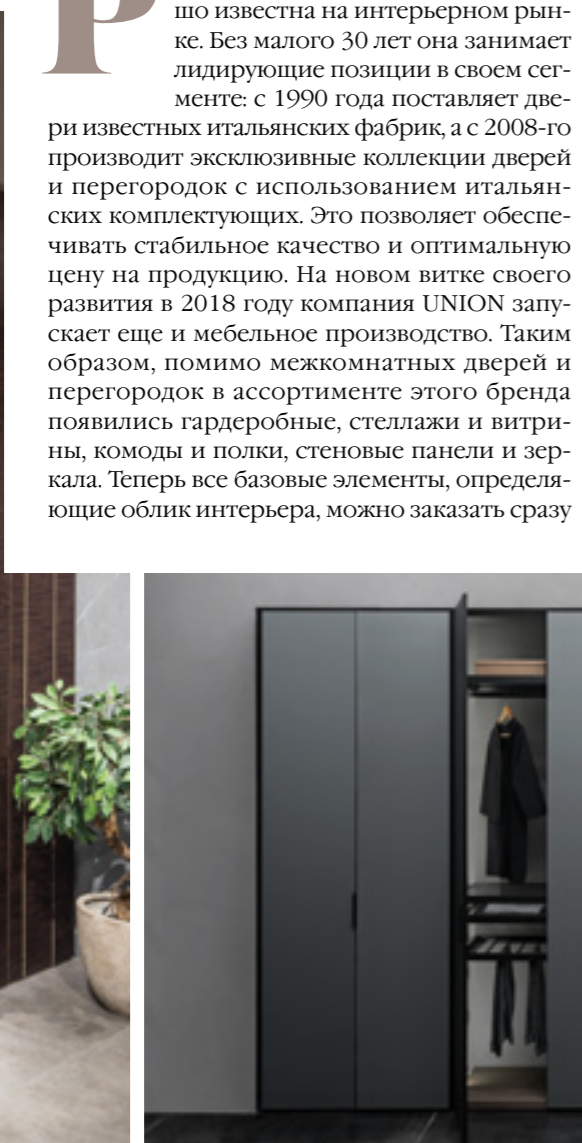 Р
шо известна на интерьерном рын-
ке. Без малого 30 лет она занимает
лидирующие позиции в своем сег-
менте: с 1990 года поставляет две-
ри известных итальянских фабрик, а с 2008-го
производит эксклюзивные коллекции дверей
и перегородок с использованием итальян-
ских комплектующих. Это позволяет обеспе-
чивать стабильное качество и оптимальную
цену на продукцию. На новом витке своего
развития в 2018 году компания UNION запу-
скает еще и мебельное производство. Таким
образом, помимо межкомнатных дверей и
перегородок в ассортименте этого бренда
появились гардеробные, стеллажи и витри-
ны, комоды и полки, стеновые панели и зер-
кала. Теперь все базовые элементы, определя-
ющие облик интерьера, можно заказать сразу